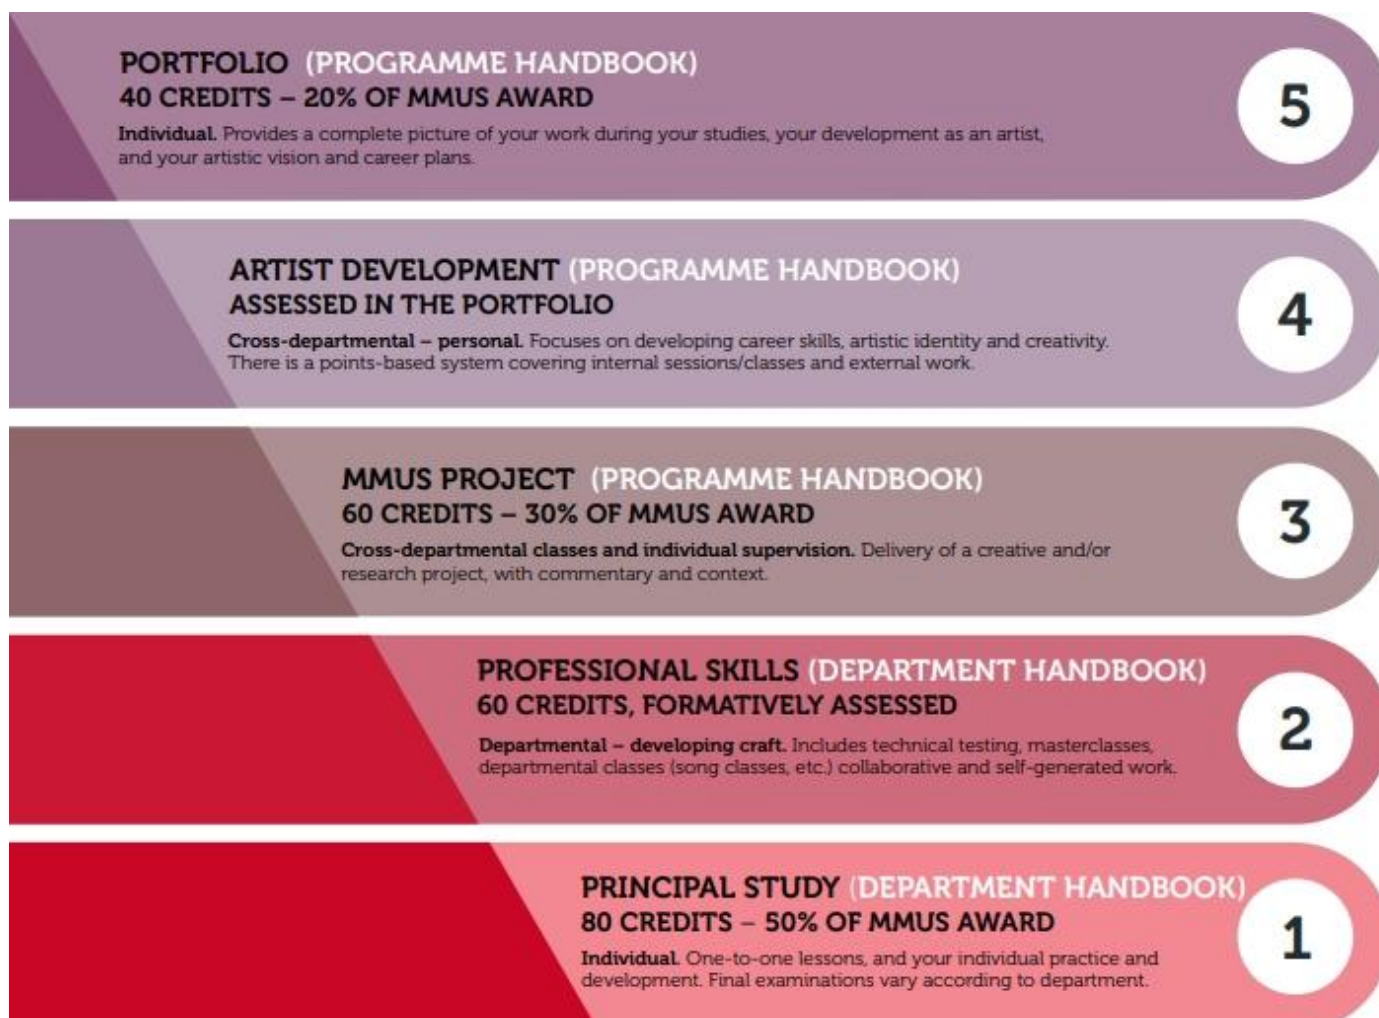 PORTFOLIO (PROGRAMME HANDBOOK)
40 CREDITS – 20% OF MMUS AWARD
Individual. Provides a complete picture of your work during your studies, your development as an artist,
and your artistic vision and career plans.
5
ARTIST DEVELOPMENT (PROGRAMME HANDBOOK)
ASSESSED IN THE PORTFOLIO
Cross-departmental – personal. Focuses on developing career skills, artistic identity and creativity.
There is a points-based system covering internal sessions/classes and external work.
4
MMUS PROJECT (PROGRAMME HANDBOOK)
60 CREDITS – 30% OF MMUS AWARD
Cross-departmental classes and individual supervision. Delivery of a creative and/or
research project, with commentary and context.
3
PROFESSIONAL SKILLS (DEPARTMENT HANDBOOK)
60 CREDITS, FORMATIVELY ASSESSED
Departmental – developing craft. Includes technical testing, masterclasses,
departmental classes (song classes, etc.) collaborative and self-generated work.
2
PRINCIPAL STUDY (DEPARTMENT HANDBOOK)
80 CREDITS – 50% OF MMUS AWARD
Individual. One-to-one lessons, and your individual practice and
development. Final examinations vary according to department.
1